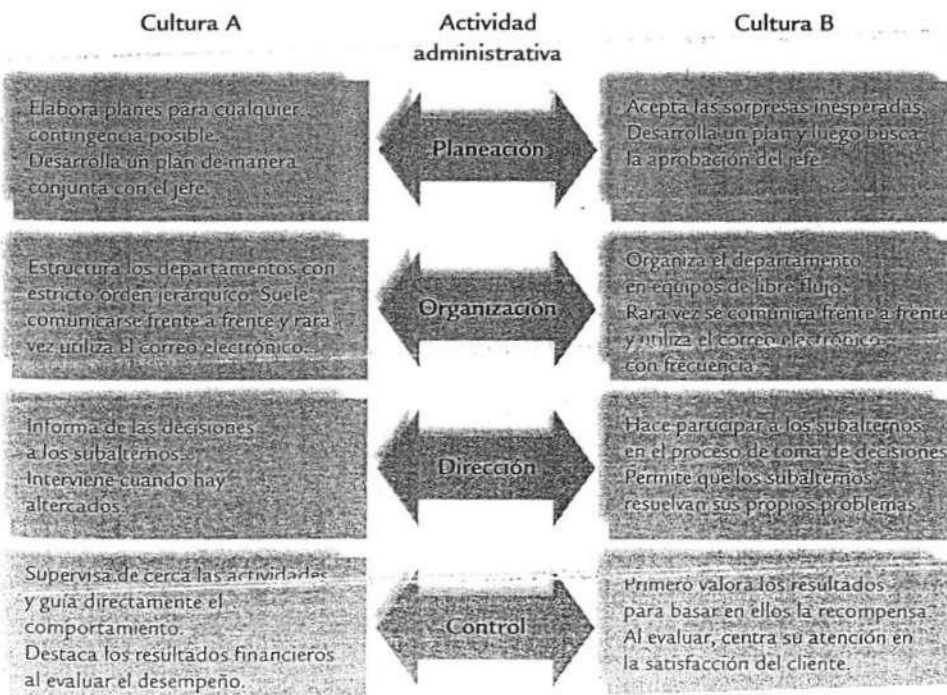 Cultura A
Actividad
administrativa
Cultura B
Elabora planes para cualquier
contingencia posible.
Desarrolla un plan de manera
conjunta con el jefe.
Planeación
Acepta las sorpresas inesperadas.
Desarrolla un plan y luego busca
la aprobación del jefe.
Estructura los departamentos con
estricto orden jerárquico. Suele
comunicarse frente a frente y rara
vez utiliza el correo electrónico.
Organización
Organiza el departamento
en equipos de libre flujo.
Rara vez se comunica frente a frente
y utiliza el correo electrónico
con frecuencia.
Informa de las decisiones
a los subalternos.
Interviene cuando hay
altercados.
Dirección
Hace participar a los subalternos
en el proceso de toma de decisiones.
Permite que los subalternos
resuelvan sus propios problemas.
Supervisa de cerca las actividades
y guía directamente el
comportamiento.
Destaca los resultados financieros
al evaluar el desempeño.
Control
Primero valora los resultados
para basar en ellos la recompensa.
Al evaluar, centra su atención en
la satisfacción del cliente.